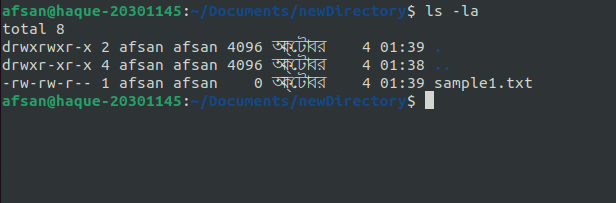 afsan@haque-20301145:~/Documents/newDirectory$ ls -la
total 8
drwxrwxr-x 2 afsan afsan 4096 অক্টোবর    4 01:39 .
drwxr-xr-x 4 afsan afsan 4096 অক্টোবর    4 01:38 ..
-rw-rw-r-- 1 afsan afsan    0 অক্টোবর    4 01:39 sample1.txt
afsan@haque-20301145:~/Documents/newDirectory$